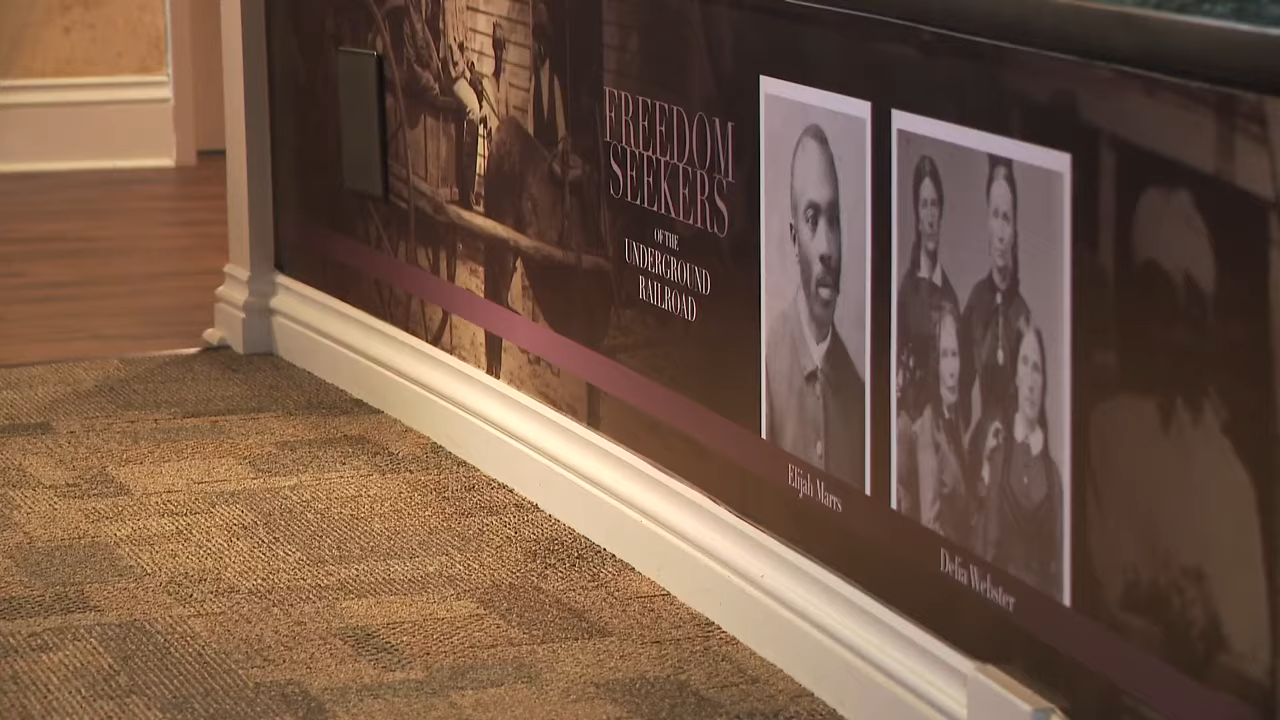 FREEDOM
SEEKERS
OF THE
UNDERGROUND
RAILROAD
Elijah Marrs
Delia Webster